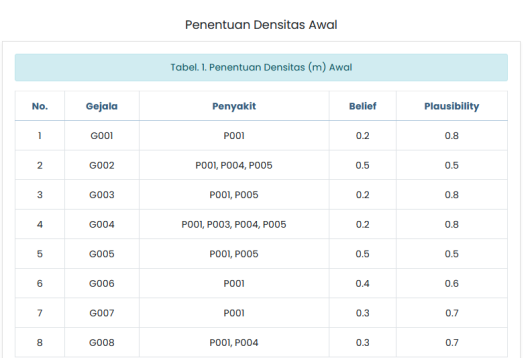 Penentuan Densitas Awal
Tabel. 1. Penentuan Densitas (m) Awal
No. Gejala Penyakit Belief Plausibility
1 G001 P001 0.2 0.8
2 G002 P001, P004, P005 0.5 0.5
3 G003 P001, P005 0.2 0.8
4 G004 P001, P003, P004, P005 0.2 0.8
5 G005 P001, P005 0.5 0.5
6 G006 P001 0.4 0.6
7 G007 P001 0.3 0.7
8 G008 P001, P004 0.3 0.7